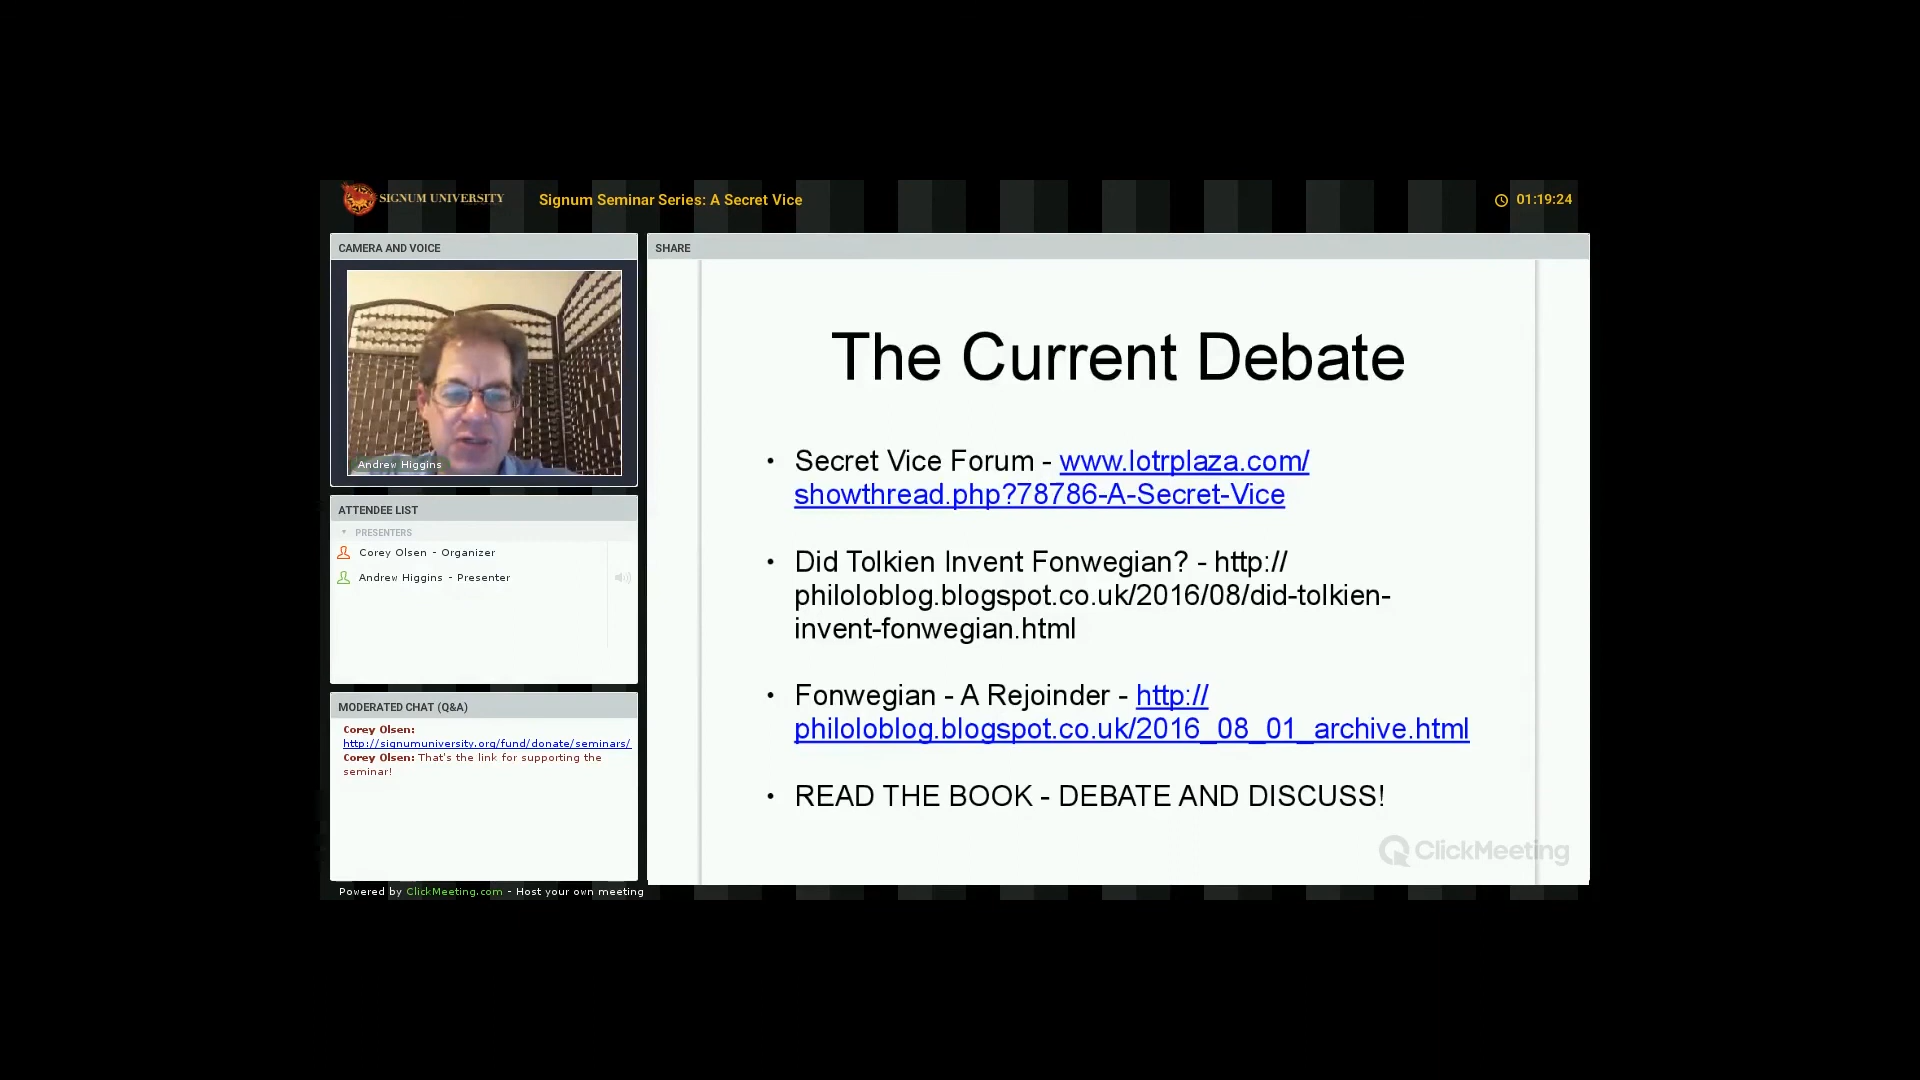 SIGNUM UNIVERSITY
Signum Seminar Series: A Secret Vice
01:19:24
CAMERA AND VOICE
Andrew Higgins
ATTENDEE LIST
PRESENTERS
Corey Olsen - Organizer
Andrew Higgins - Presenter
MODERATED CHAT (Q&A)
Corey Olsen:
http://signumuniversity.org/fund/donate/seminars/
Corey Olsen: That's the link for supporting the
seminar!
Powered by ClickMeeting.com - Host your own meeting
SHARE
The Current Debate
• Secret Vice Forum - www.lotrplaza.com/
showthread.php?78786-A-Secret-Vice
• Did Tolkien Invent Fonwegian? - http://
philoloblog.blogspot.co.uk/2016/08/did-tolkien-
invent-fonwegian.html
• Fonwegian - A Rejoinder - http://
philoloblog.blogspot.co.uk/2016_08_01_archive.html
• READ THE BOOK - DEBATE AND DISCUSS!
ClickMeeting